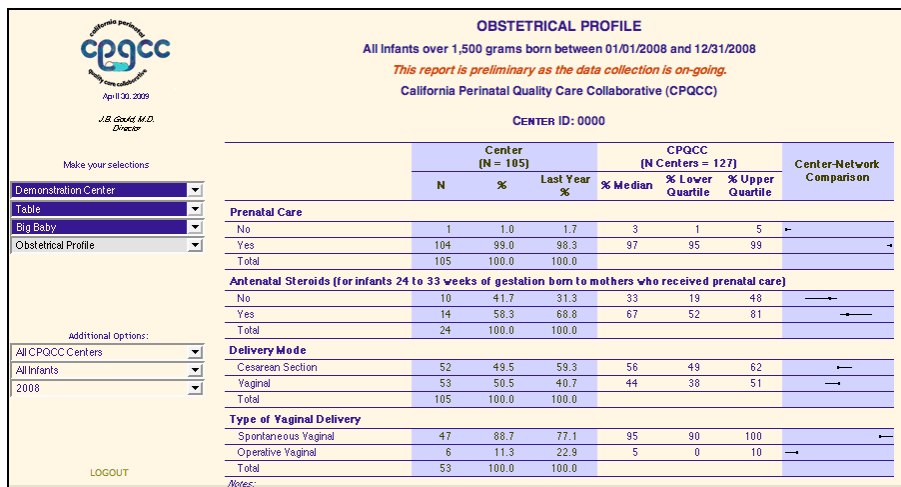 california perinatal
cpqcc
quality care collaborative
April 30, 2009
J.B. Gould, M.D.
Director
Make your selections
Demonstration Center
Table
Big Baby
Obstetrical Profile
Additional Options:
All CPQCC Centers
All Infants
2008
LOGOUT
OBSTETRICAL PROFILE
All Infants over 1,500 grams born between 01/01/2008 and 12/31/2008
This report is preliminary as the data collection is on-going.
California Perinatal Quality Care Collaborative (CPQCC)
CENTER ID: 0000
Center (N = 105) CPQCC (N Centers = 127) Center-Network Comparison
N % Last Year % % Median % Lower Quartile % Upper Quartile
Prenatal Care
No 1 1.0 1.7 3 1 5
Yes 104 99.0 98.3 97 95 99
Total 105 100.0 100.0
Antenatal Steroids (for infants 24 to 33 weeks of gestation born to mothers who received prenatal care)
No 10 41.7 31.3 33 19 48
Yes 14 58.3 68.8 67 52 81
Total 24 100.0 100.0
Delivery Mode
Cesarean Section 52 49.5 59.3 56 49 62
Vaginal 53 50.5 40.7 44 38 51
Total 105 100.0 100.0
Type of Vaginal Delivery
Spontaneous Vaginal 47 88.7 77.1 95 90 100
Operative Vaginal 6 11.3 22.9 5 0 10
Total 53 100.0 100.0
Notes: